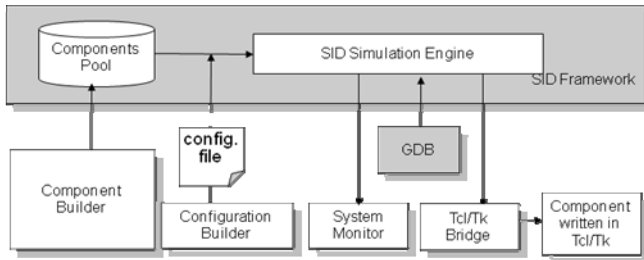 Components
Pool
SID Simulation Engine
SID Framework
config.
file
GDB
Component
Builder
Configuration
Builder
System
Monitor
Tcl/Tk
Bridge
Component
written in
Tcl/Tk